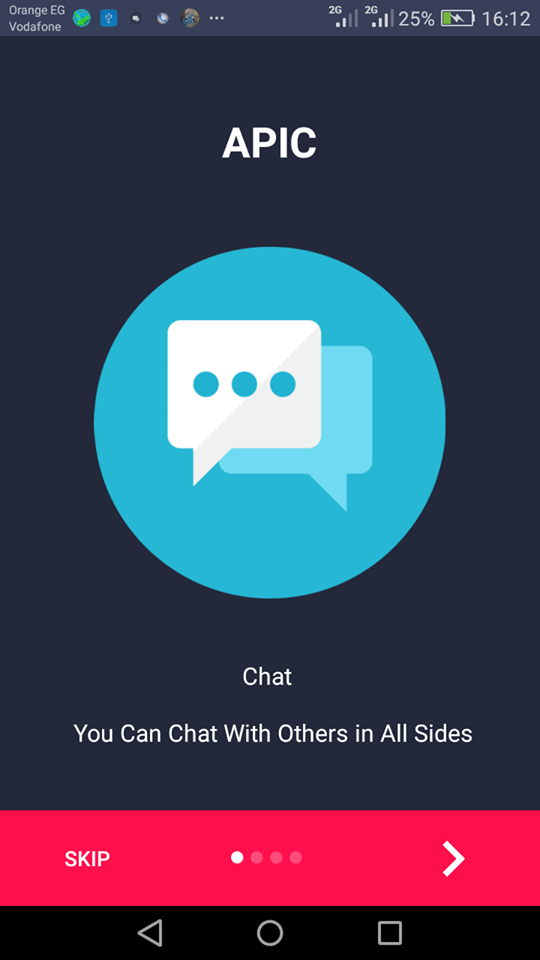 Orange EG
Vodafone
2G 2G 25% 16:12
APIC
Chat
You Can Chat With Others in All Sides
SKIP